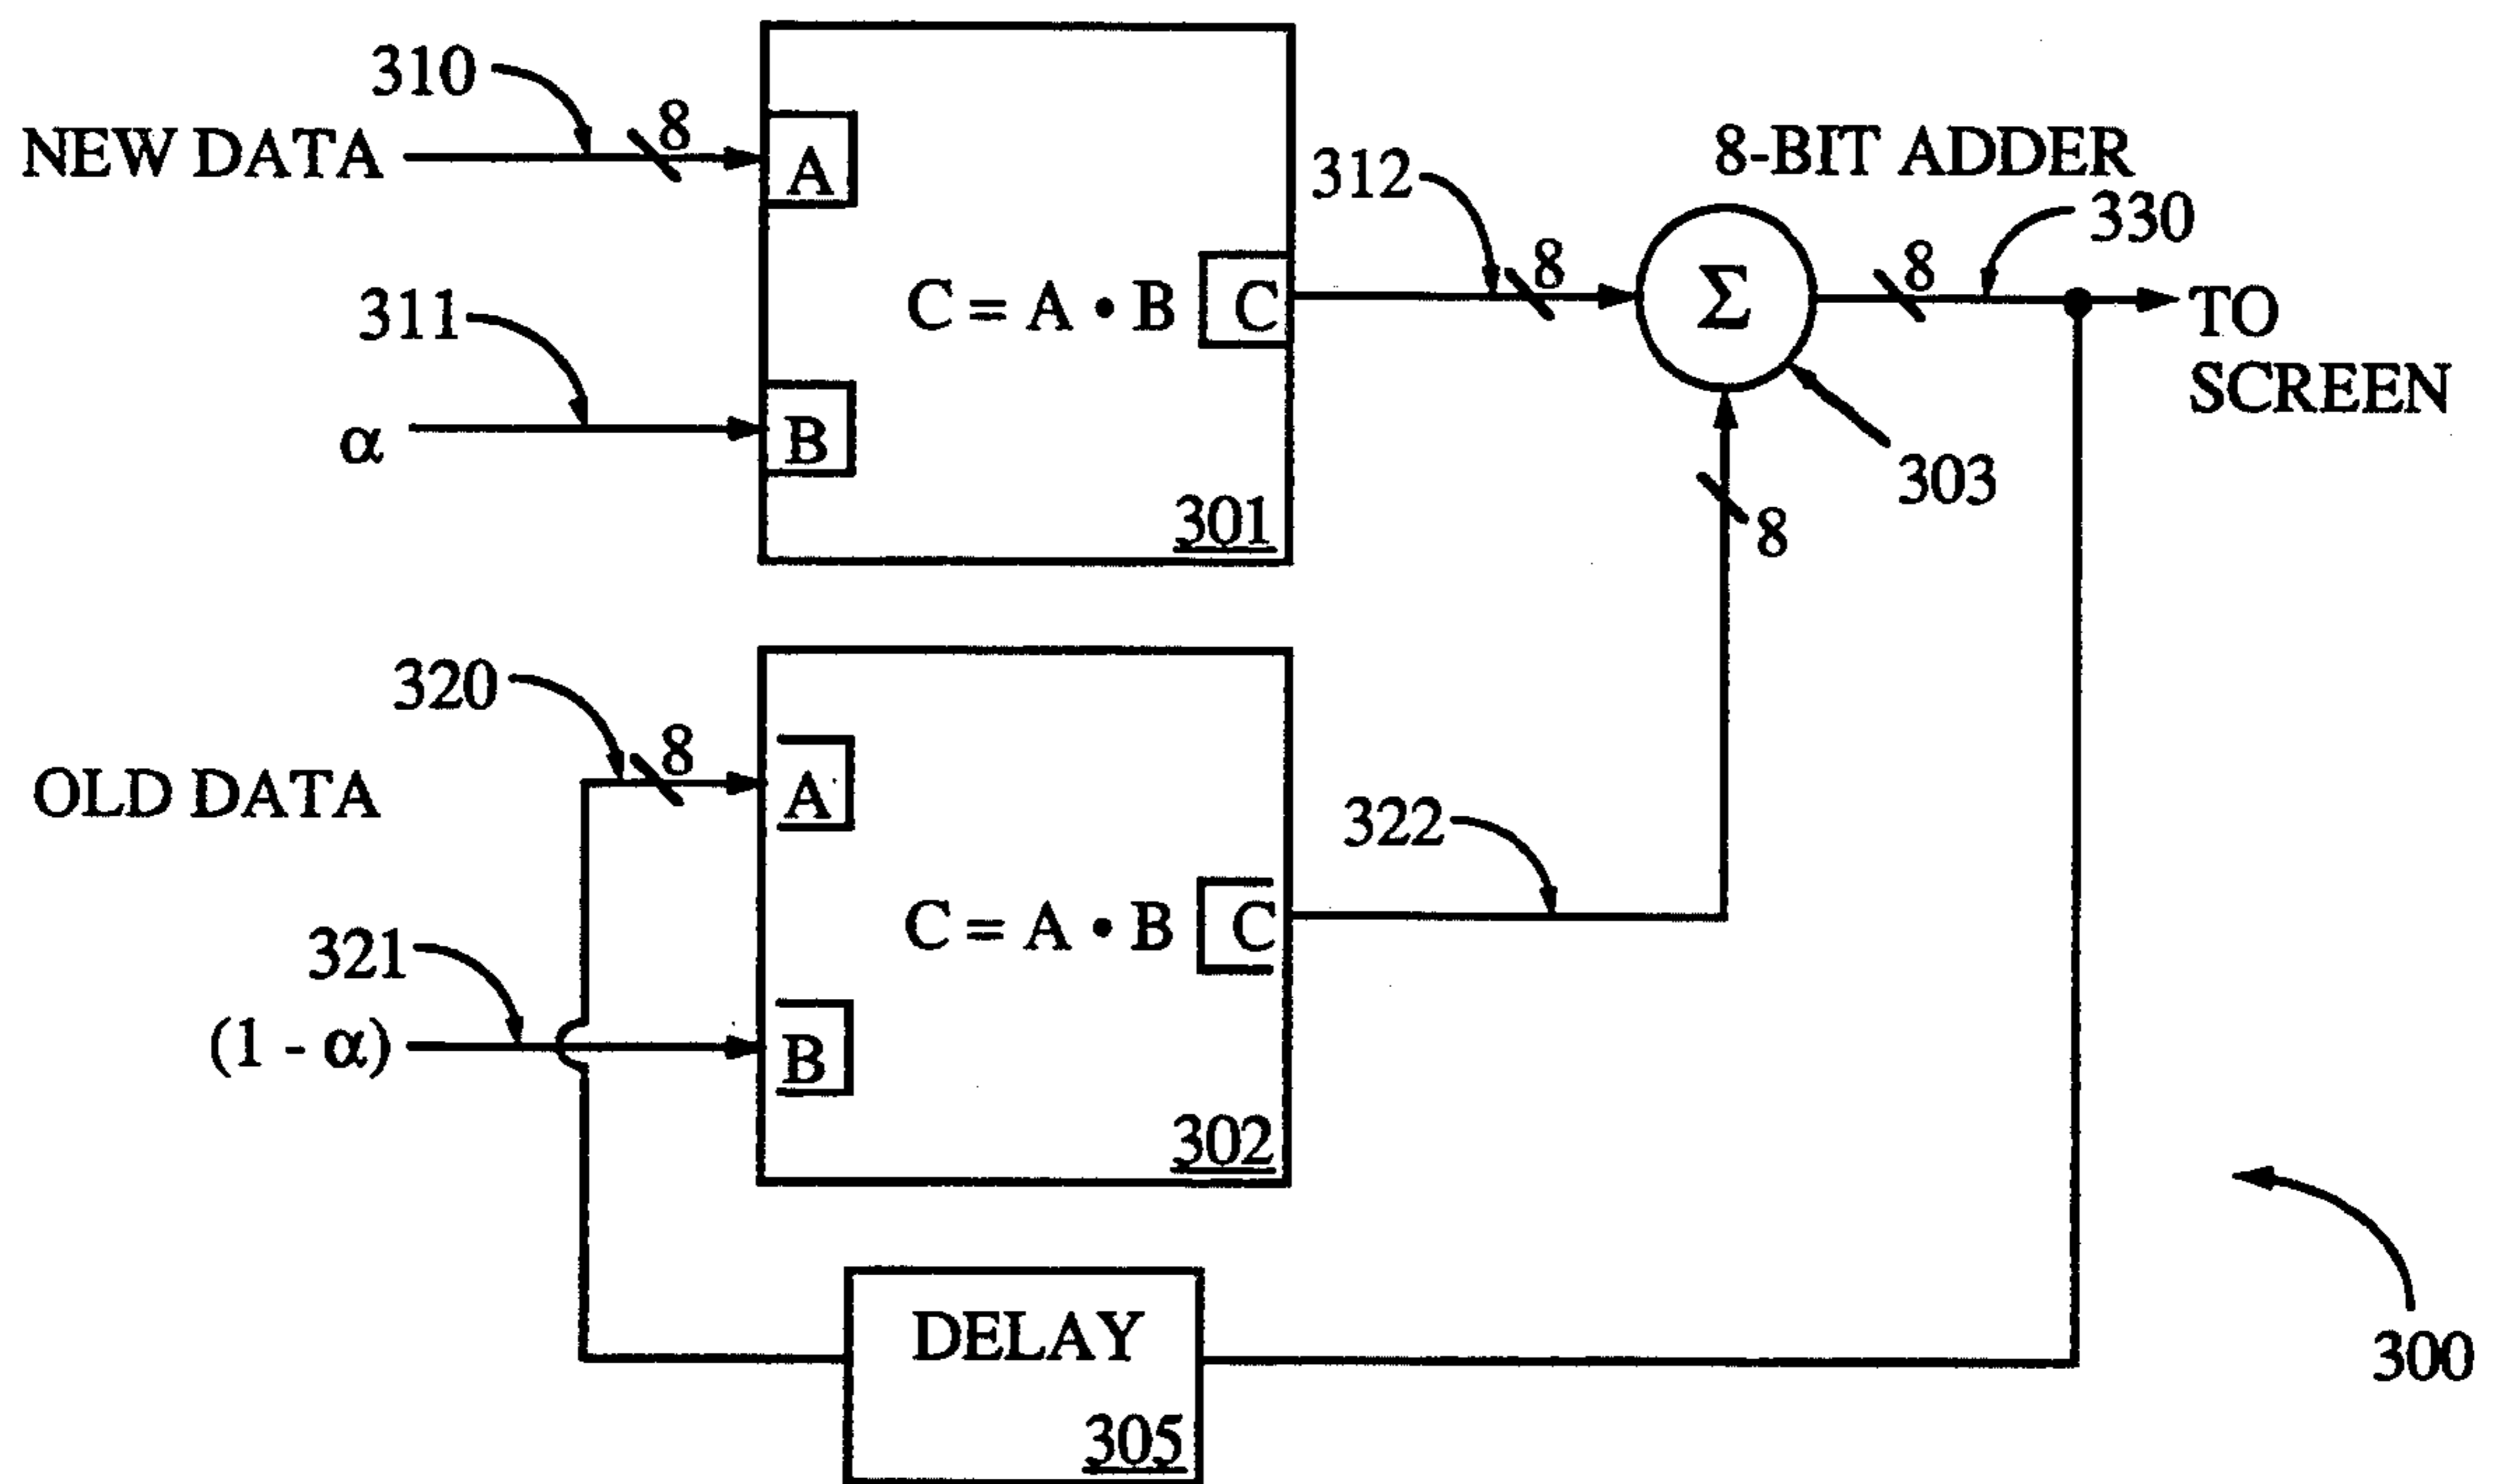 310
NEW DATA
8
A
311
α
B
C = A • B
C
301
312
8
8-BIT ADDER
Σ
303
8
330
TO
SCREEN
8
320
OLD DATA
8
A
321
(1 - α)
B
C = A • B
C
302
322
DELAY
305
300